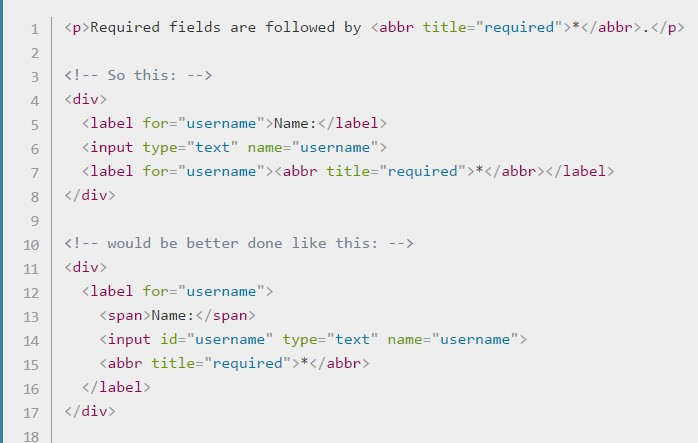 1 <p>Required fields are followed by <abbr title="required">*</abbr>.</p>
2
3 <!-- So this: -->
4 <div>
5   <label for="username">Name:</label>
6   <input type="text" name="username">
7   <label for="username"><abbr title="required">*</abbr></label>
8 </div>
9
10 <!-- would be better done like this: -->
11 <div>
12   <label for="username">
13     <span>Name:</span>
14     <input id="username" type="text" name="username">
15     <abbr title="required">*</abbr>
16   </label>
17 </div>
18